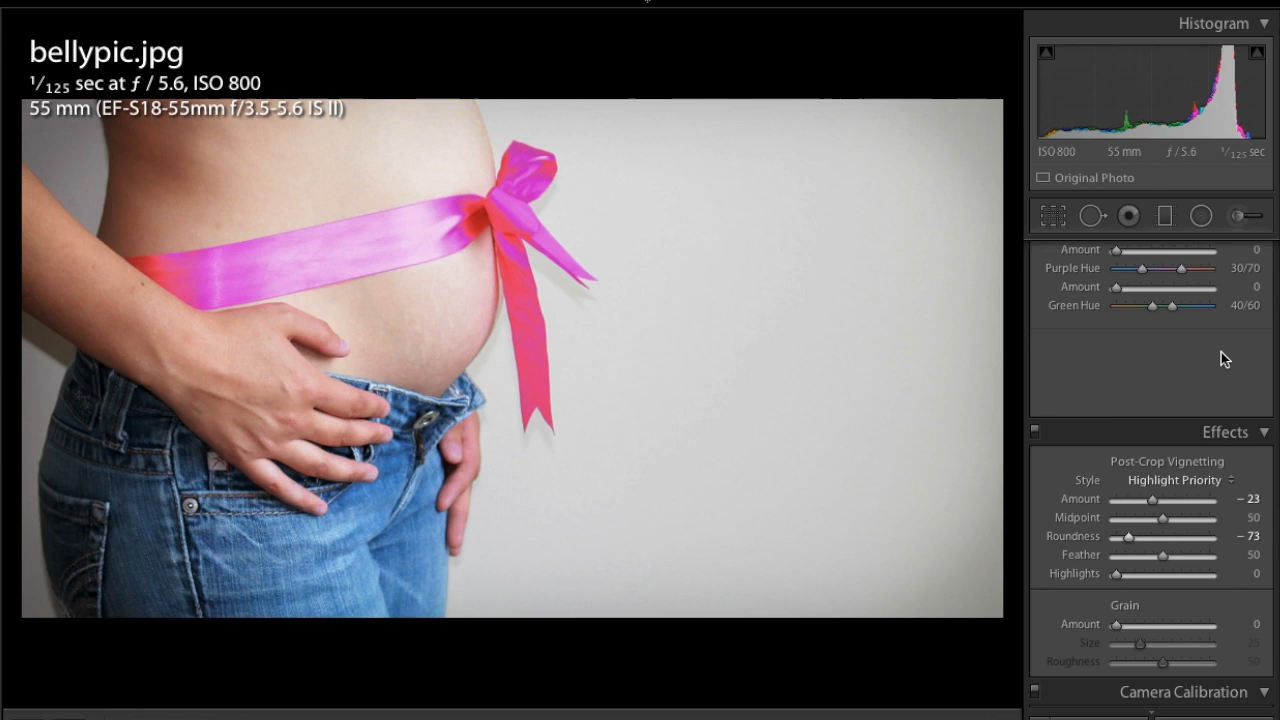 bellypic.jpg
1/125 sec at ƒ / 5.6, ISO 800
55 mm (EF-S18-55mm f/3.5-5.6 IS II)
Histogram
ISO 800 55 mm ƒ / 5.6 1/125 sec
Original Photo
Amount 0
Purple Hue 30/70
Amount 0
Green Hue 40/60
Effects
Post-Crop Vignetting
Style Highlight Priority
Amount – 23
Midpoint 50
Roundness – 73
Feather 50
Highlights 0
Grain
Amount 0
Size 25
Roughness 50
Camera Calibration